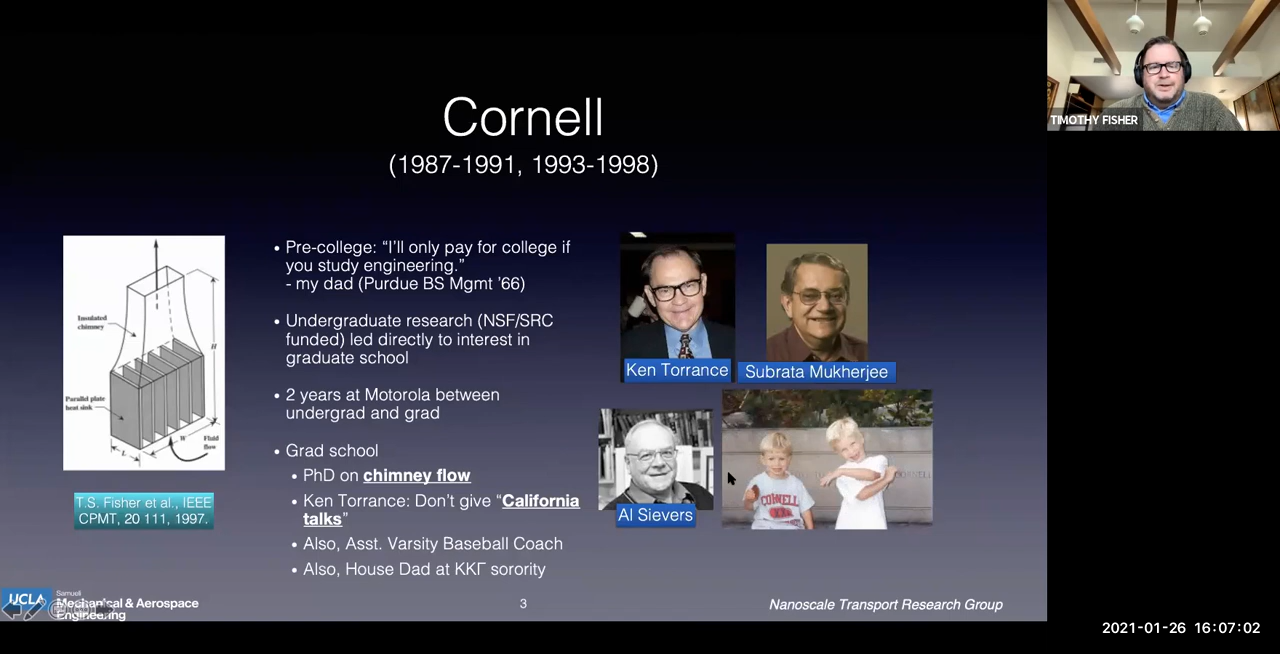 Cornell
(1987-1991, 1993-1998)
TIMOTHY FISHER
Insulated
chimney
H
Parallel plate
heat sink
L
W
Fluid
flow
T.S. Fisher et al., IEEE
CPMT, 20 111, 1997.
• Pre-college: “I’ll only pay for college if
you study engineering.”
- my dad (Purdue BS Mgmt ’66)
• Undergraduate research (NSF/SRC
funded) led directly to interest in
graduate school
• 2 years at Motorola between
undergrad and grad
• Grad school
• PhD on chimney flow
• Ken Torrance: Don’t give “California
talks”
• Also, Asst. Varsity Baseball Coach
• Also, House Dad at KKΓ sorority
Ken Torrance
Subrata Mukherjee
Al Sievers
CORNELL
UCLA
Samueli
Mechanical & Aerospace
Engineering
3
Nanoscale Transport Research Group
2021-01-26 16:07:02